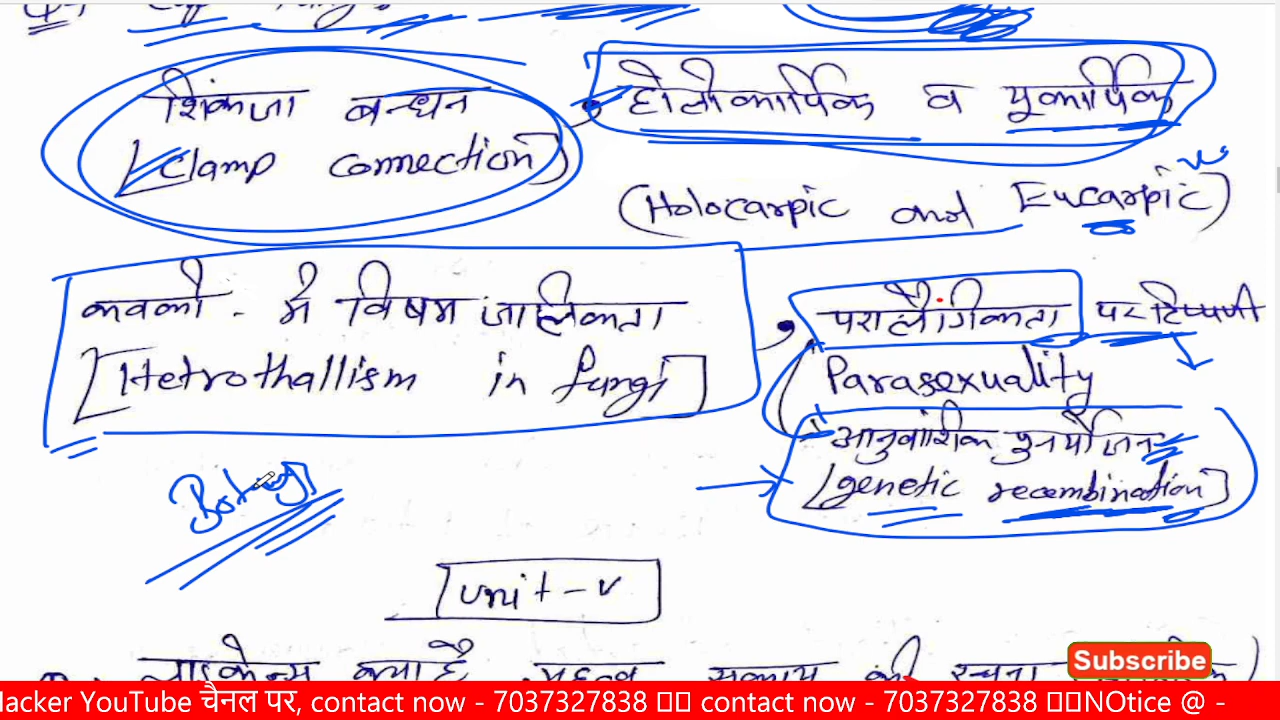 शिकंजा बन्धन
[Clamp connection]
होलोकार्पिक व यूकार्पिक
(Holocarpic and Eucarpic)
कवकों में विषम जालिकता
[Hetrothallism in fungi]
परालैंगिकता पर टिप्पणी
Parasexuality
आनुवांशिक पुनर्योजन
[genetic recombination]
Botany
Unit - V
लाइकेन्स क्या है
Subscribe
Hacker YouTube चैनल पर, contact now - 7037327838 contact now - 7037327838 NOtice @ -